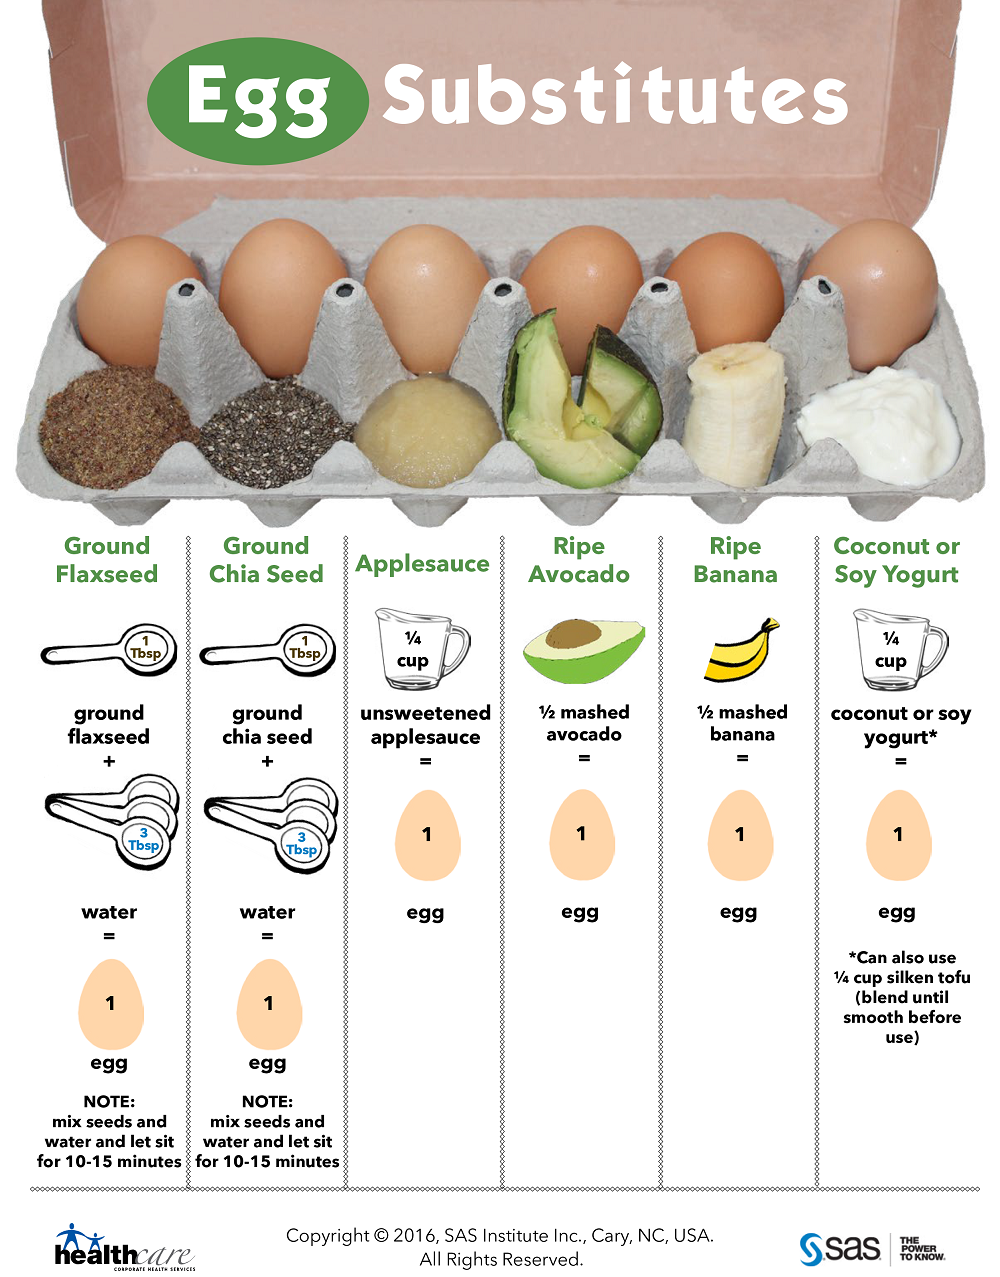 Egg Substitutes
Ground
Flaxseed
1
Tbsp
ground
flaxseed
+
3
Tbsp
water
=
1
egg
NOTE:
mix seeds and
water and let sit
for 10-15 minutes
Ground
Chia Seed
1
Tbsp
ground
chia seed
+
3
Tbsp
water
=
1
egg
NOTE:
mix seeds and
water and let sit
for 10-15 minutes
Applesauce
¼
cup
unsweetened
applesauce
=
1
egg
Ripe
Avocado
½ mashed
avocado
=
1
egg
Ripe
Banana
½ mashed
banana
=
1
egg
Coconut or
Soy Yogurt
¼
cup
coconut or soy
yogurt*
=
1
egg
*Can also use
¼ cup silken tofu
(blend until
smooth before
use)
healthcare
CORPORATE HEALTH SERVICES
Copyright © 2016, SAS Institute Inc., Cary, NC, USA.
All Rights Reserved.
sas
THE
POWER
TO KNOW.